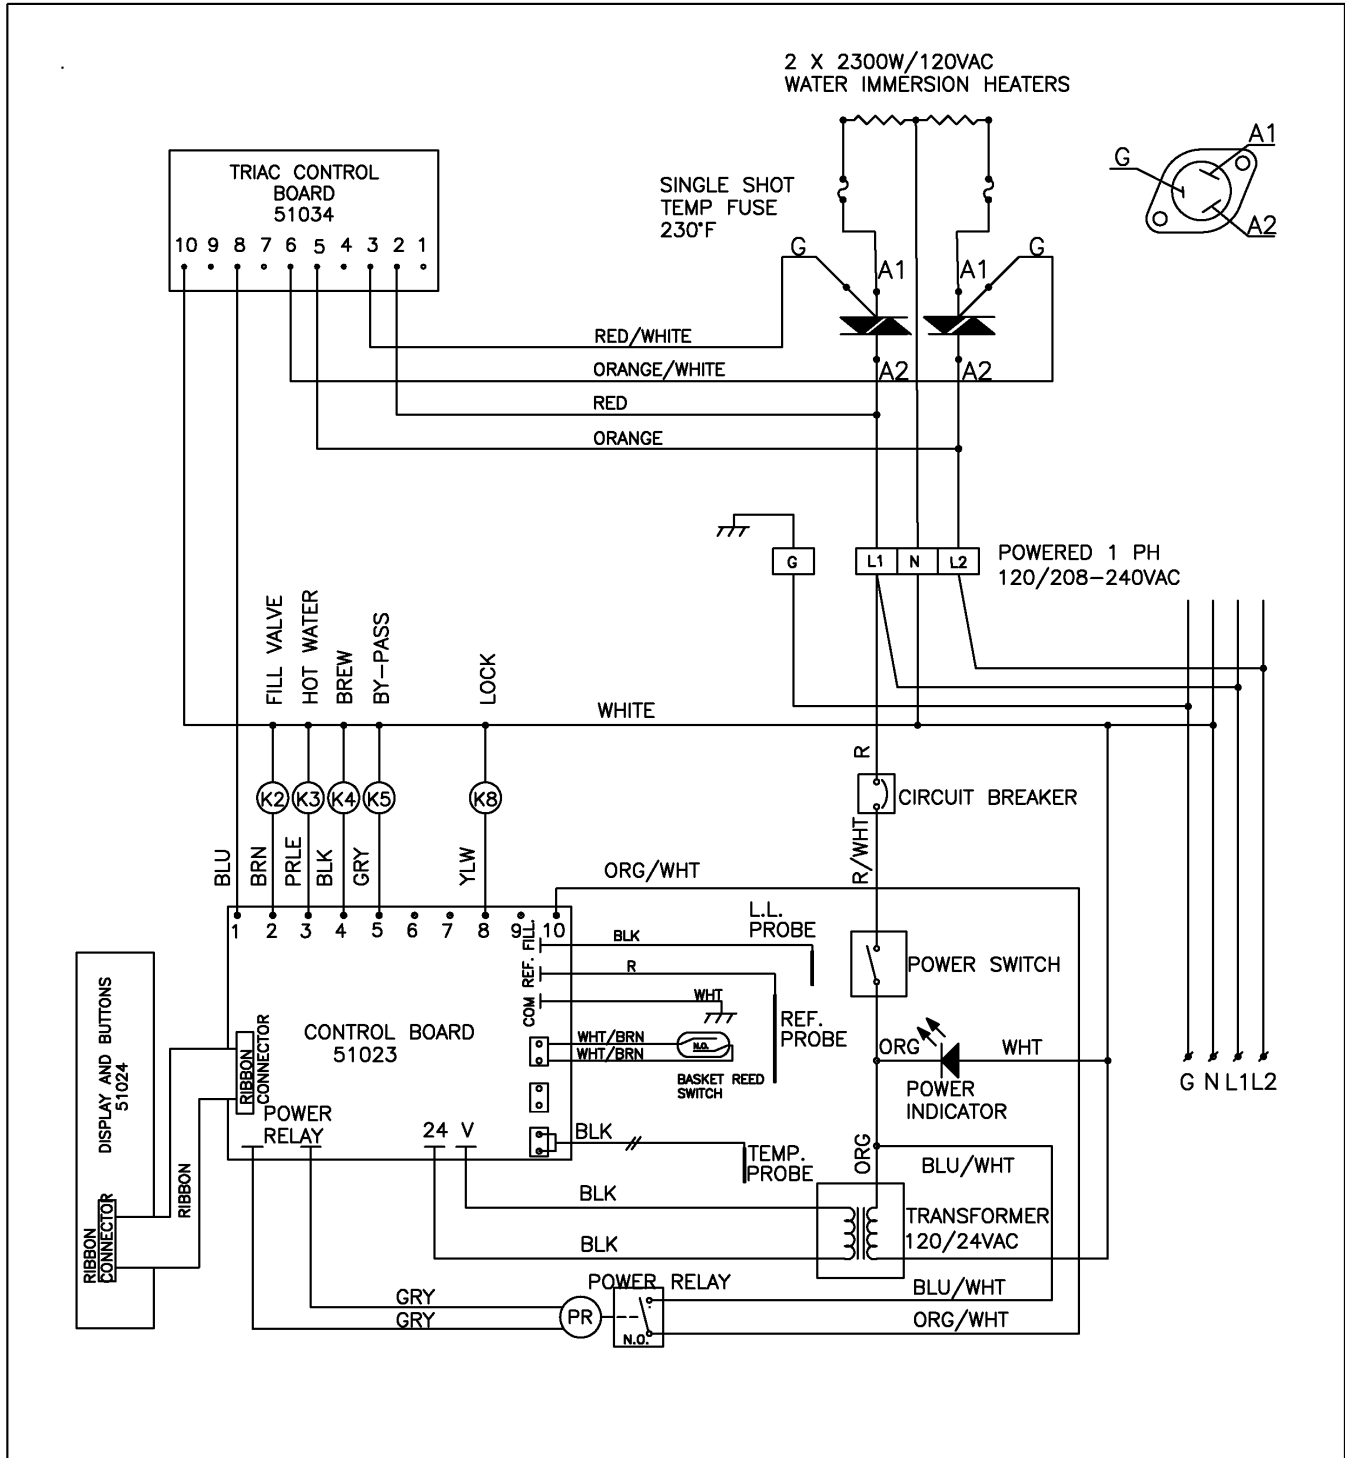 2 X 2300W/120VAC
WATER IMMERSION HEATERS
A1
G
A2
TRIAC CONTROL
BOARD
51034
10 9 8 7 6 5 4 3 2 1
SINGLE SHOT
TEMP FUSE
230°F
G
A1
A1
G
RED/WHITE
ORANGE/WHITE
A2
A2
RED
ORANGE
G
L1
N
L2
POWERED 1 PH
120/208-240VAC
FILL VALVE
HOT WATER
BREW
BY-PASS
LOCK
WHITE
R
K2
K3
K4
K5
K8
CIRCUIT BREAKER
BLU
BRN
PRLE
BLK
GRY
YLW
R/WHT
ORG/WHT
1 2 3 4 5 6 7 8 9 10
FILL.
REF.
COM
BLK
L.L.
PROBE
R
WHT
REF.
PROBE
POWER SWITCH
DISPLAY AND BUTTONS
51024
CONTROL BOARD
51023
RIBBON
CONNECTOR
WHT/BRN
WHT/BRN
N.O.
BASKET REED
SWITCH
ORG
WHT
POWER
INDICATOR
G N L1 L2
POWER
RELAY
24 V
BLK
TEMP.
PROBE
ORG
BLU/WHT
RIBBON
RIBBON
CONNECTOR
BLK
BLK
TRANSFORMER
120/24VAC
POWER RELAY
BLU/WHT
GRY
GRY
PR
N.O.
ORG/WHT